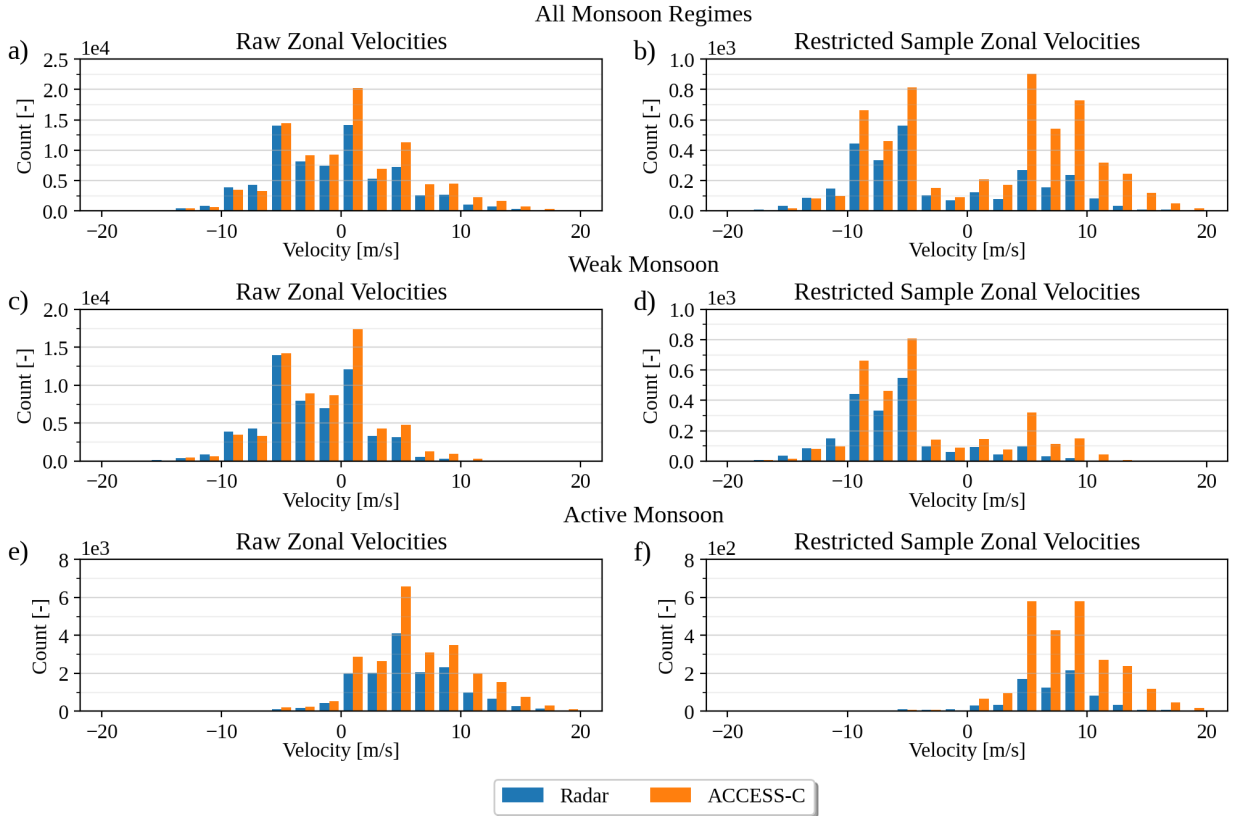 All Monsoon Regimes
a) Raw Zonal Velocities
1e4
2.5
2.0
1.5
1.0
0.5
0.0
Count [-]
−20 −10 0 10 20
Velocity [m/s]
b) Restricted Sample Zonal Velocities
1e3
1.0
0.8
0.6
0.4
0.2
0.0
Count [-]
−20 −10 0 10 20
Velocity [m/s]
Weak Monsoon
c) Raw Zonal Velocities
1e4
2.0
1.5
1.0
0.5
0.0
Count [-]
−20 −10 0 10 20
Velocity [m/s]
d) Restricted Sample Zonal Velocities
1e3
1.0
0.8
0.6
0.4
0.2
0.0
Count [-]
−20 −10 0 10 20
Velocity [m/s]
Active Monsoon
e) Raw Zonal Velocities
1e3
8
6
4
2
0
Count [-]
−20 −10 0 10 20
Velocity [m/s]
f) Restricted Sample Zonal Velocities
1e2
8
6
4
2
0
Count [-]
−20 −10 0 10 20
Velocity [m/s]
Radar ACCESS-C